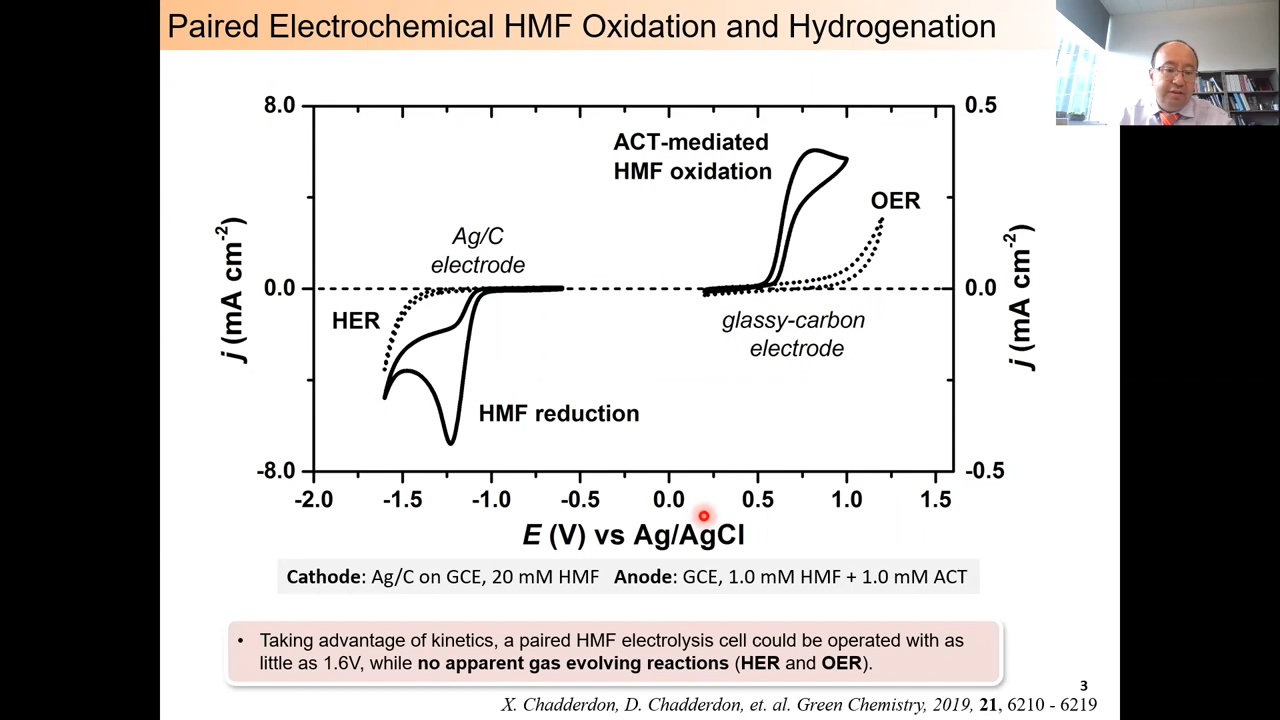 Paired Electrochemical HMF Oxidation and Hydrogenation
8.0
0.0
-8.0
j (mA cm-2)
0.5
0.0
-0.5
j (mA cm-2)
ACT-mediated
HMF oxidation
OER
Ag/C
electrode
HER
glassy-carbon
electrode
HMF reduction
-2.0 -1.5 -1.0 -0.5 0.0 0.5 1.0 1.5
E (V) vs Ag/AgCl
Cathode: Ag/C on GCE, 20 mM HMF Anode: GCE, 1.0 mM HMF + 1.0 mM ACT
• Taking advantage of kinetics, a paired HMF electrolysis cell could be operated with as
little as 1.6V, while no apparent gas evolving reactions (HER and OER).
3
X. Chadderdon, D. Chadderdon, et. al. Green Chemistry, 2019, 21, 6210 - 6219